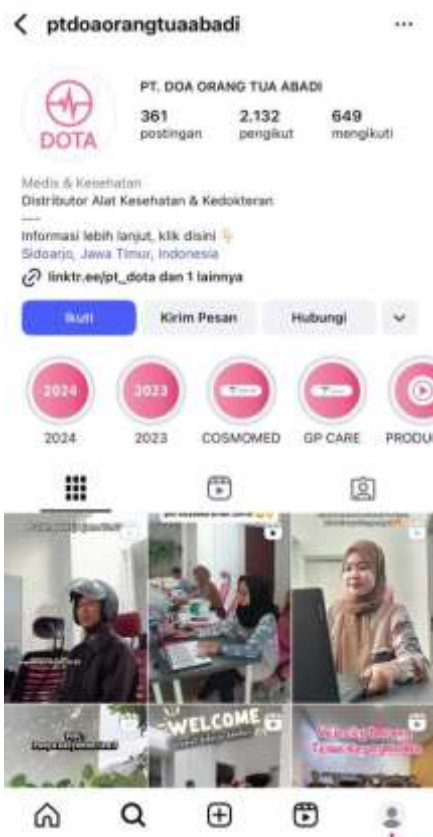 ptdoaorangtuaabadi
PT. DOA ORANG TUA ABADI
361
2.132
649
postingan
pengikut
mengikuti
DOTA
Medis & Kesehatan
Distributor Alat Kesehatan & Kedokteran
----
Informasi lebih lanjut, klik disini 👇🏻
Sidoarjo, Jawa Timur, Indonesia
linktr.ee/pt_dota dan 1 lainnya
Ikuti
Kirim Pesan
Hubungi
2024
2023
2024
2023
COSMOMED
GP CARE
PRODU
WELCOME